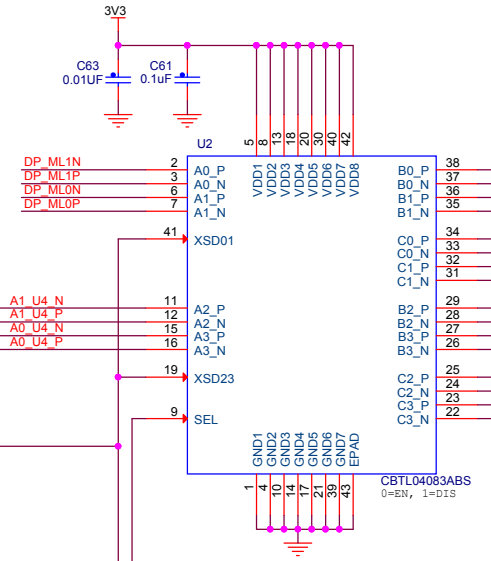 3V3
C63
0.01UF
C61
0.1uF
U2
5
8
13
18
20
30
40
42
VDD1
VDD2
VDD3
VDD4
VDD5
VDD6
VDD7
VDD8
DP_ML1N 2 A0_P B0_P 38
DP_ML1P 3 A0_N B0_N 37
DP_ML0N 6 A1_P B1_P 36
DP_ML0P 7 A1_N B1_N 35
41 XSD01 C0_P 34
C0_N 33
C1_P 32
C1_N 31
A1_U4_N 11 A2_P B2_P 29
A1_U4_P 12 A2_N B2_N 28
A0_U4_N 15 A3_P B3_P 27
A0_U4_P 16 A3_N B3_N 26
19 XSD23 C2_P 25
C2_N 24
C3_P 23
9 SEL C3_N 22
GND1
GND2
GND3
GND4
GND5
GND6
GND7
EPAD
1
4
10
14
17
21
39
43
CBTL04083ABS
0=EN, 1=DIS